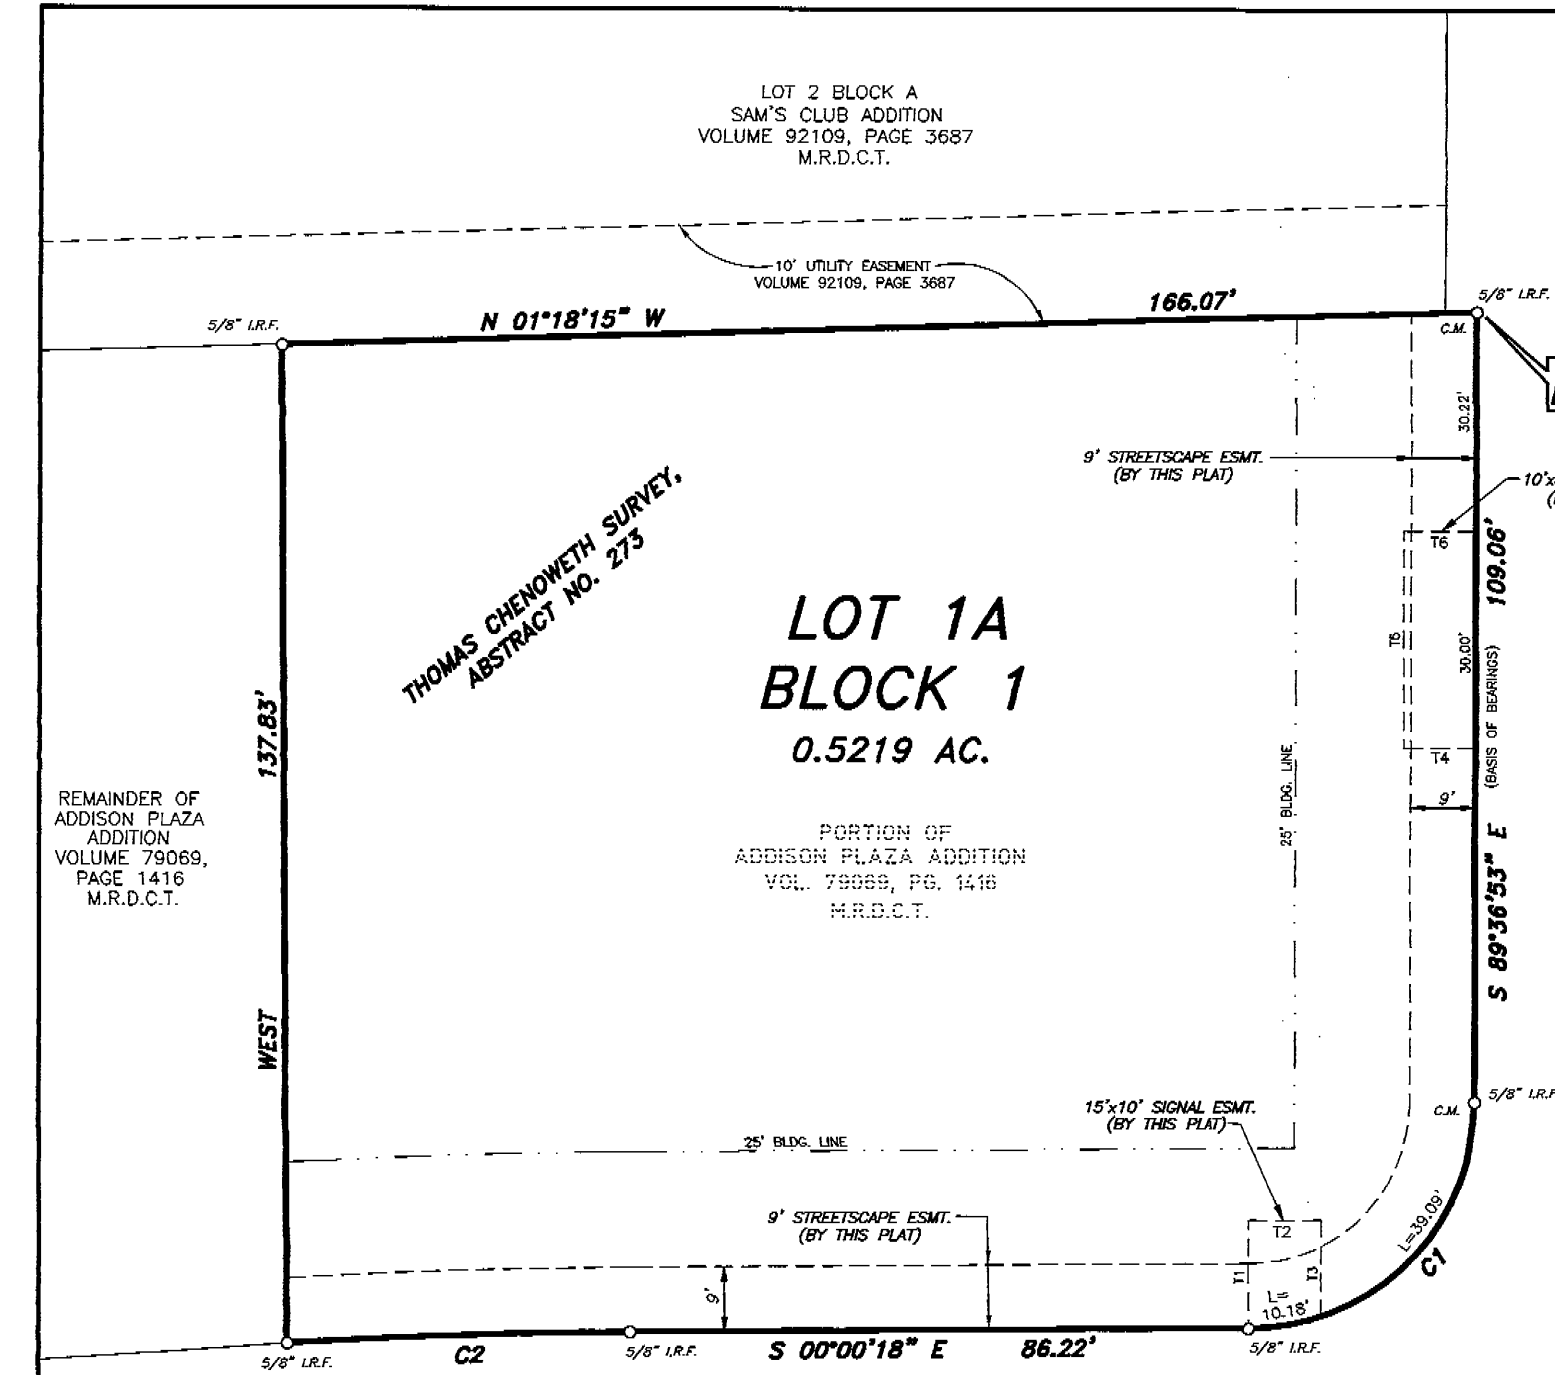 LOT 2 BLOCK A
SAM'S CLUB ADDITION
VOLUME 92109, PAGE 3687
M.R.D.C.T.
10' UTILITY EASEMENT
VOLUME 92109, PAGE 3687
5/8" I.R.F.
N 01°18'15" W
166.07'
5/8" I.R.F.
C.M.
30.22'
9' STREETSCAPE ESMT.
(BY THIS PLAT)
THOMAS CHENOWETH SURVEY,
ABSTRACT NO. 273
T6
109.06'
LOT 1A
BLOCK 1
0.5219 AC.
T5
30.00'
(BASIS OF BEARINGS)
T4
137.83'
25' BLDG. LINE
9'
REMAINDER OF
ADDISON PLAZA
ADDITION
VOLUME 79069,
PAGE 1416
M.R.D.C.T.
PORTION OF
ADDISON PLAZA ADDITION
VOL. 79069, PG. 1416
M.R.D.C.T.
S 89°36'53" E
WEST
15'x10' SIGNAL ESMT.
(BY THIS PLAT)
C.M.
5/8" I.R.F
25' BLDG. LINE
9' STREETSCAPE ESMT.
(BY THIS PLAT)
T2
L=39.09'
C1
T1
T3
9'
L=
10.18'
5/8" I.R.F.
C2
5/8" I.R.F.
S 00°00'18" E
86.22'
5/8" I.R.F.